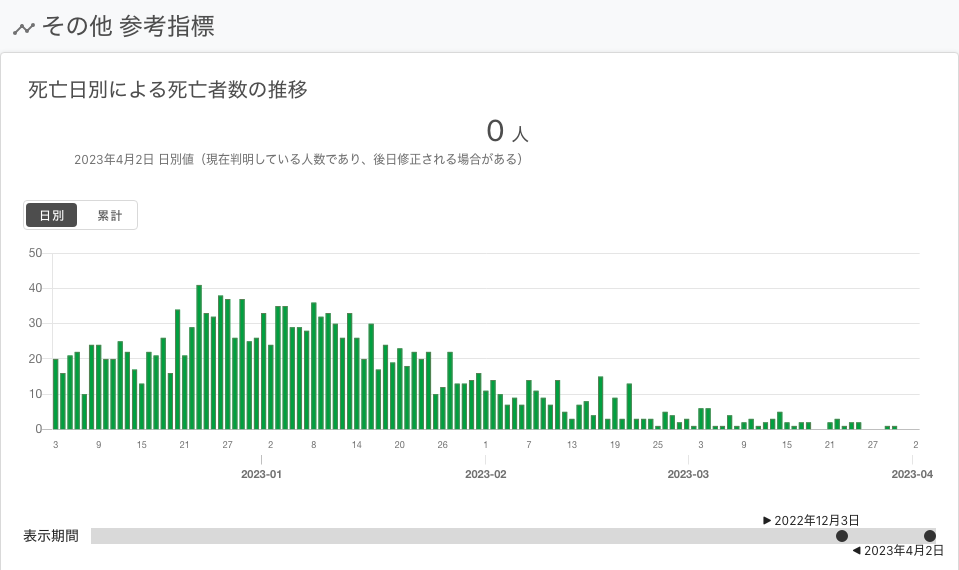 その他 参考指標
死亡日別による死亡者数の推移
0 人
2023年4月2日 日別値（現在判明している人数であり、後日修正される場合がある）
日別 累計
50
40
30
20
10
0
3 9 15 21 27 2 8 14 20 26 1 7 13 19 25 3 9 15 21 27 2
2023-01 2023-02 2023-03 2023-04
▶ 2022年12月3日
表示期間
◀ 2023年4月2日